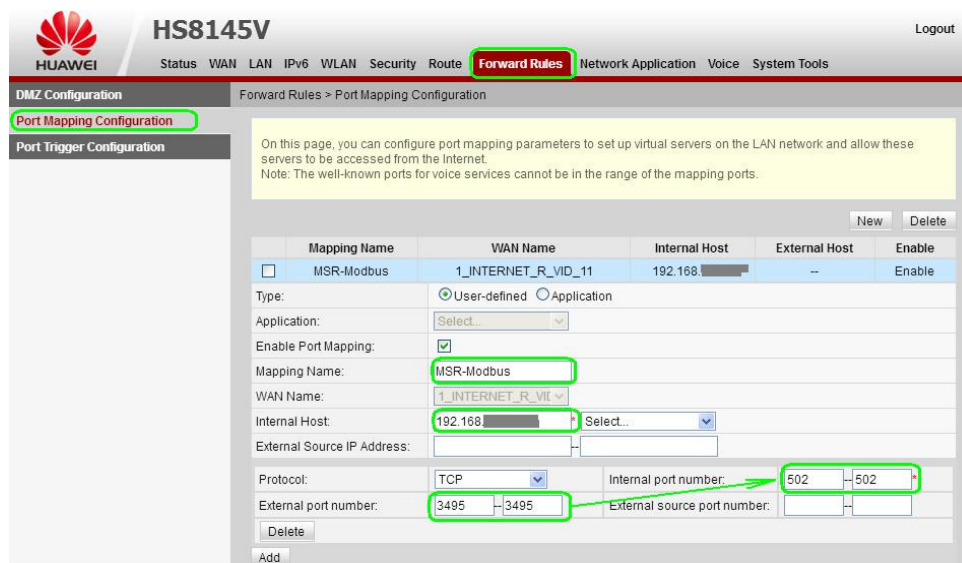 HS8145V
Logout
HUAWEI
Status WAN LAN IPv6 WLAN Security Route Forward Rules Network Application Voice System Tools
DMZ Configuration
Forward Rules > Port Mapping Configuration
Port Mapping Configuration
Port Trigger Configuration
On this page, you can configure port mapping parameters to set up virtual servers on the LAN network and allow these
servers to be accessed from the Internet.
Note: The well-known ports for voice services cannot be in the range of the mapping ports.
New Delete
Mapping Name WAN Name Internal Host External Host Enable
MSR-Modbus 1_INTERNET_R_VID_11 192.168. -- Enable
Type: User-defined Application
Application: Select...
Enable Port Mapping:
Mapping Name: MSR-Modbus
WAN Name: 1_INTERNET_R_VIE
Internal Host: 192.168. * Select...
External Source IP Address: --
Protocol: TCP Internal port number: 502 -- 502 *
External port number: 3495 -- 3495 External source port number: --
Delete
Add